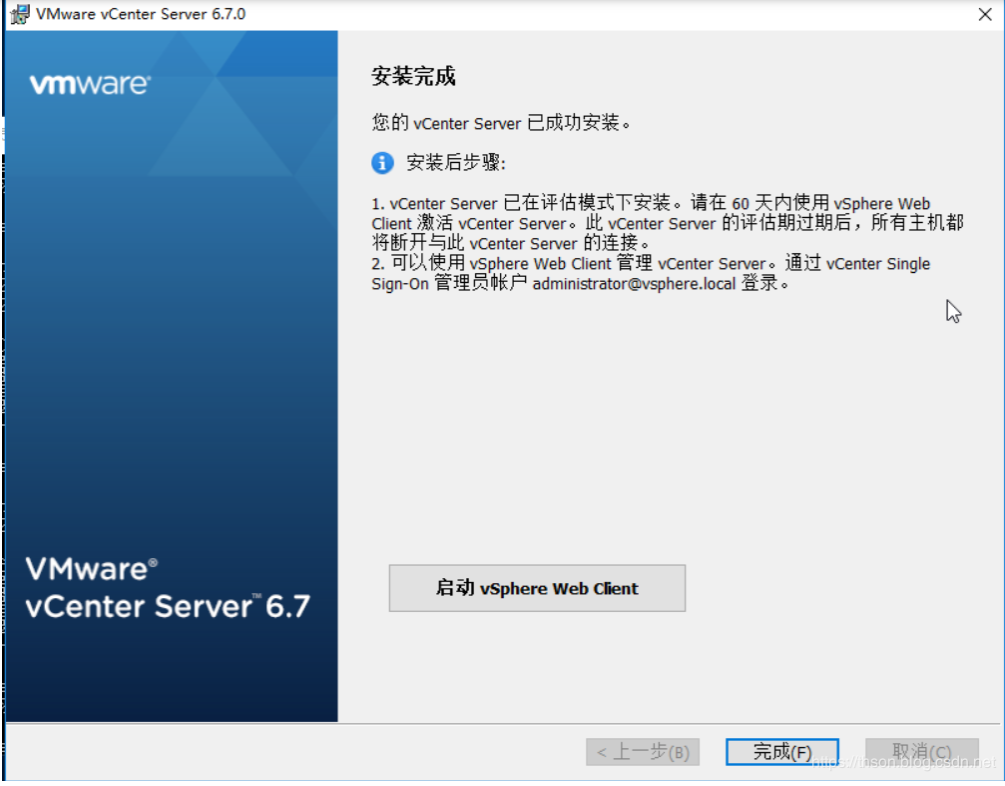 VMware vCenter Server 6.7.0
vmware®
安装完成
您的 vCenter Server 已成功安装。
安装后步骤:
1. vCenter Server 已在评估模式下安装。请在 60 天内使用 vSphere Web
Client 激活 vCenter Server。此 vCenter Server 的评估期过期后，所有主机都
将断开与此 vCenter Server 的连接。
2. 可以使用 vSphere Web Client 管理 vCenter Server。通过 vCenter Single
Sign-On 管理员帐户 administrator@vsphere.local 登录。
VMware®
vCenter Server™ 6.7
启动 vSphere Web Client
< 上一步(B)
完成(F)
取消(C)